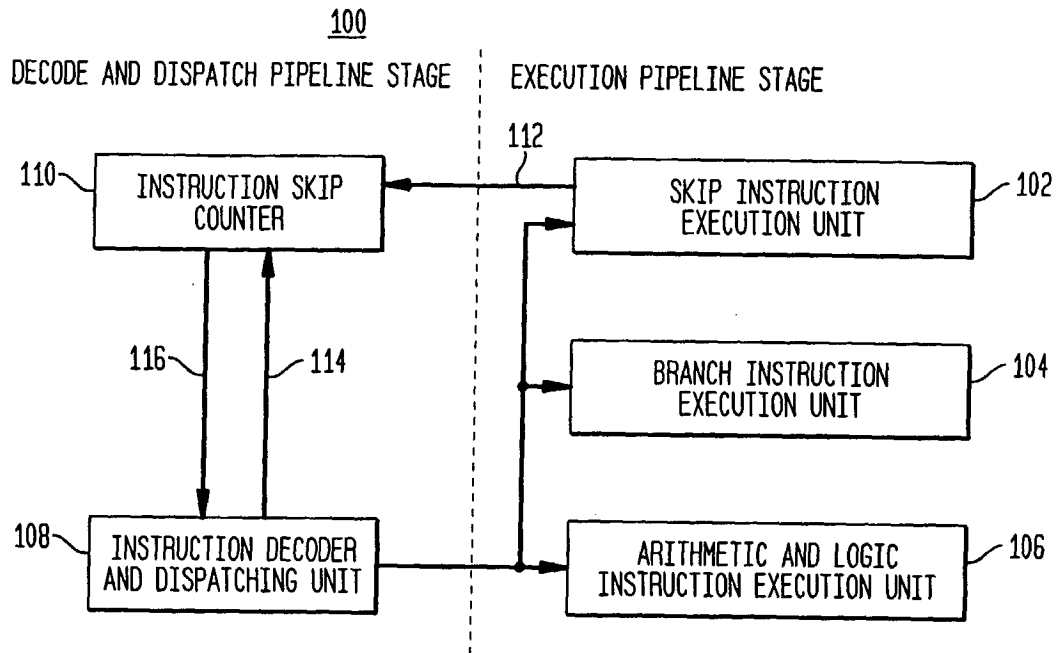 100
DECODE AND DISPATCH PIPELINE STAGE
EXECUTION PIPELINE STAGE
110
INSTRUCTION SKIP
COUNTER
112
SKIP INSTRUCTION
EXECUTION UNIT
102
116
114
BRANCH INSTRUCTION
EXECUTION UNIT
104
108
INSTRUCTION DECODER
AND DISPATCHING UNIT
ARITHMETIC AND LOGIC
INSTRUCTION EXECUTION UNIT
106